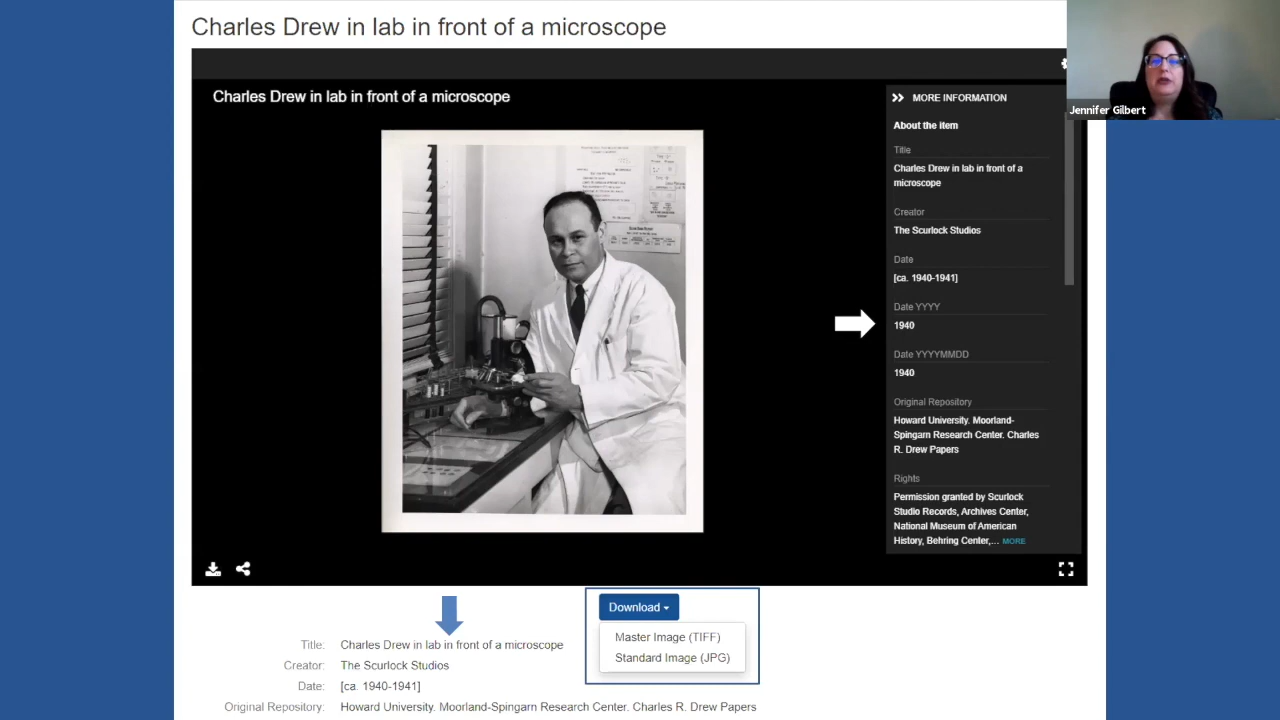 Charles Drew in lab in front of a microscope
Jennifer Gilbert
Charles Drew in lab in front of a microscope
MORE INFORMATION
About the item
Title
Charles Drew in lab in front of a
microscope
Creator
The Scurlock Studios
Date
[ca. 1940-1941]
Date YYYY
1940
Date YYYYMMDD
1940
Original Repository
Howard University. Moorland-
Spingarn Research Center. Charles
R. Drew Papers
Rights
Permission granted by Scurlock
Studio Records, Archives Center,
National Museum of American
History, Behring Center,... MORE
Download
Master Image (TIFF)
Standard Image (JPG)
Title: Charles Drew in lab in front of a microscope
Creator: The Scurlock Studios
Date: [ca. 1940-1941]
Original Repository: Howard University. Moorland-Spingarn Research Center. Charles R. Drew Papers